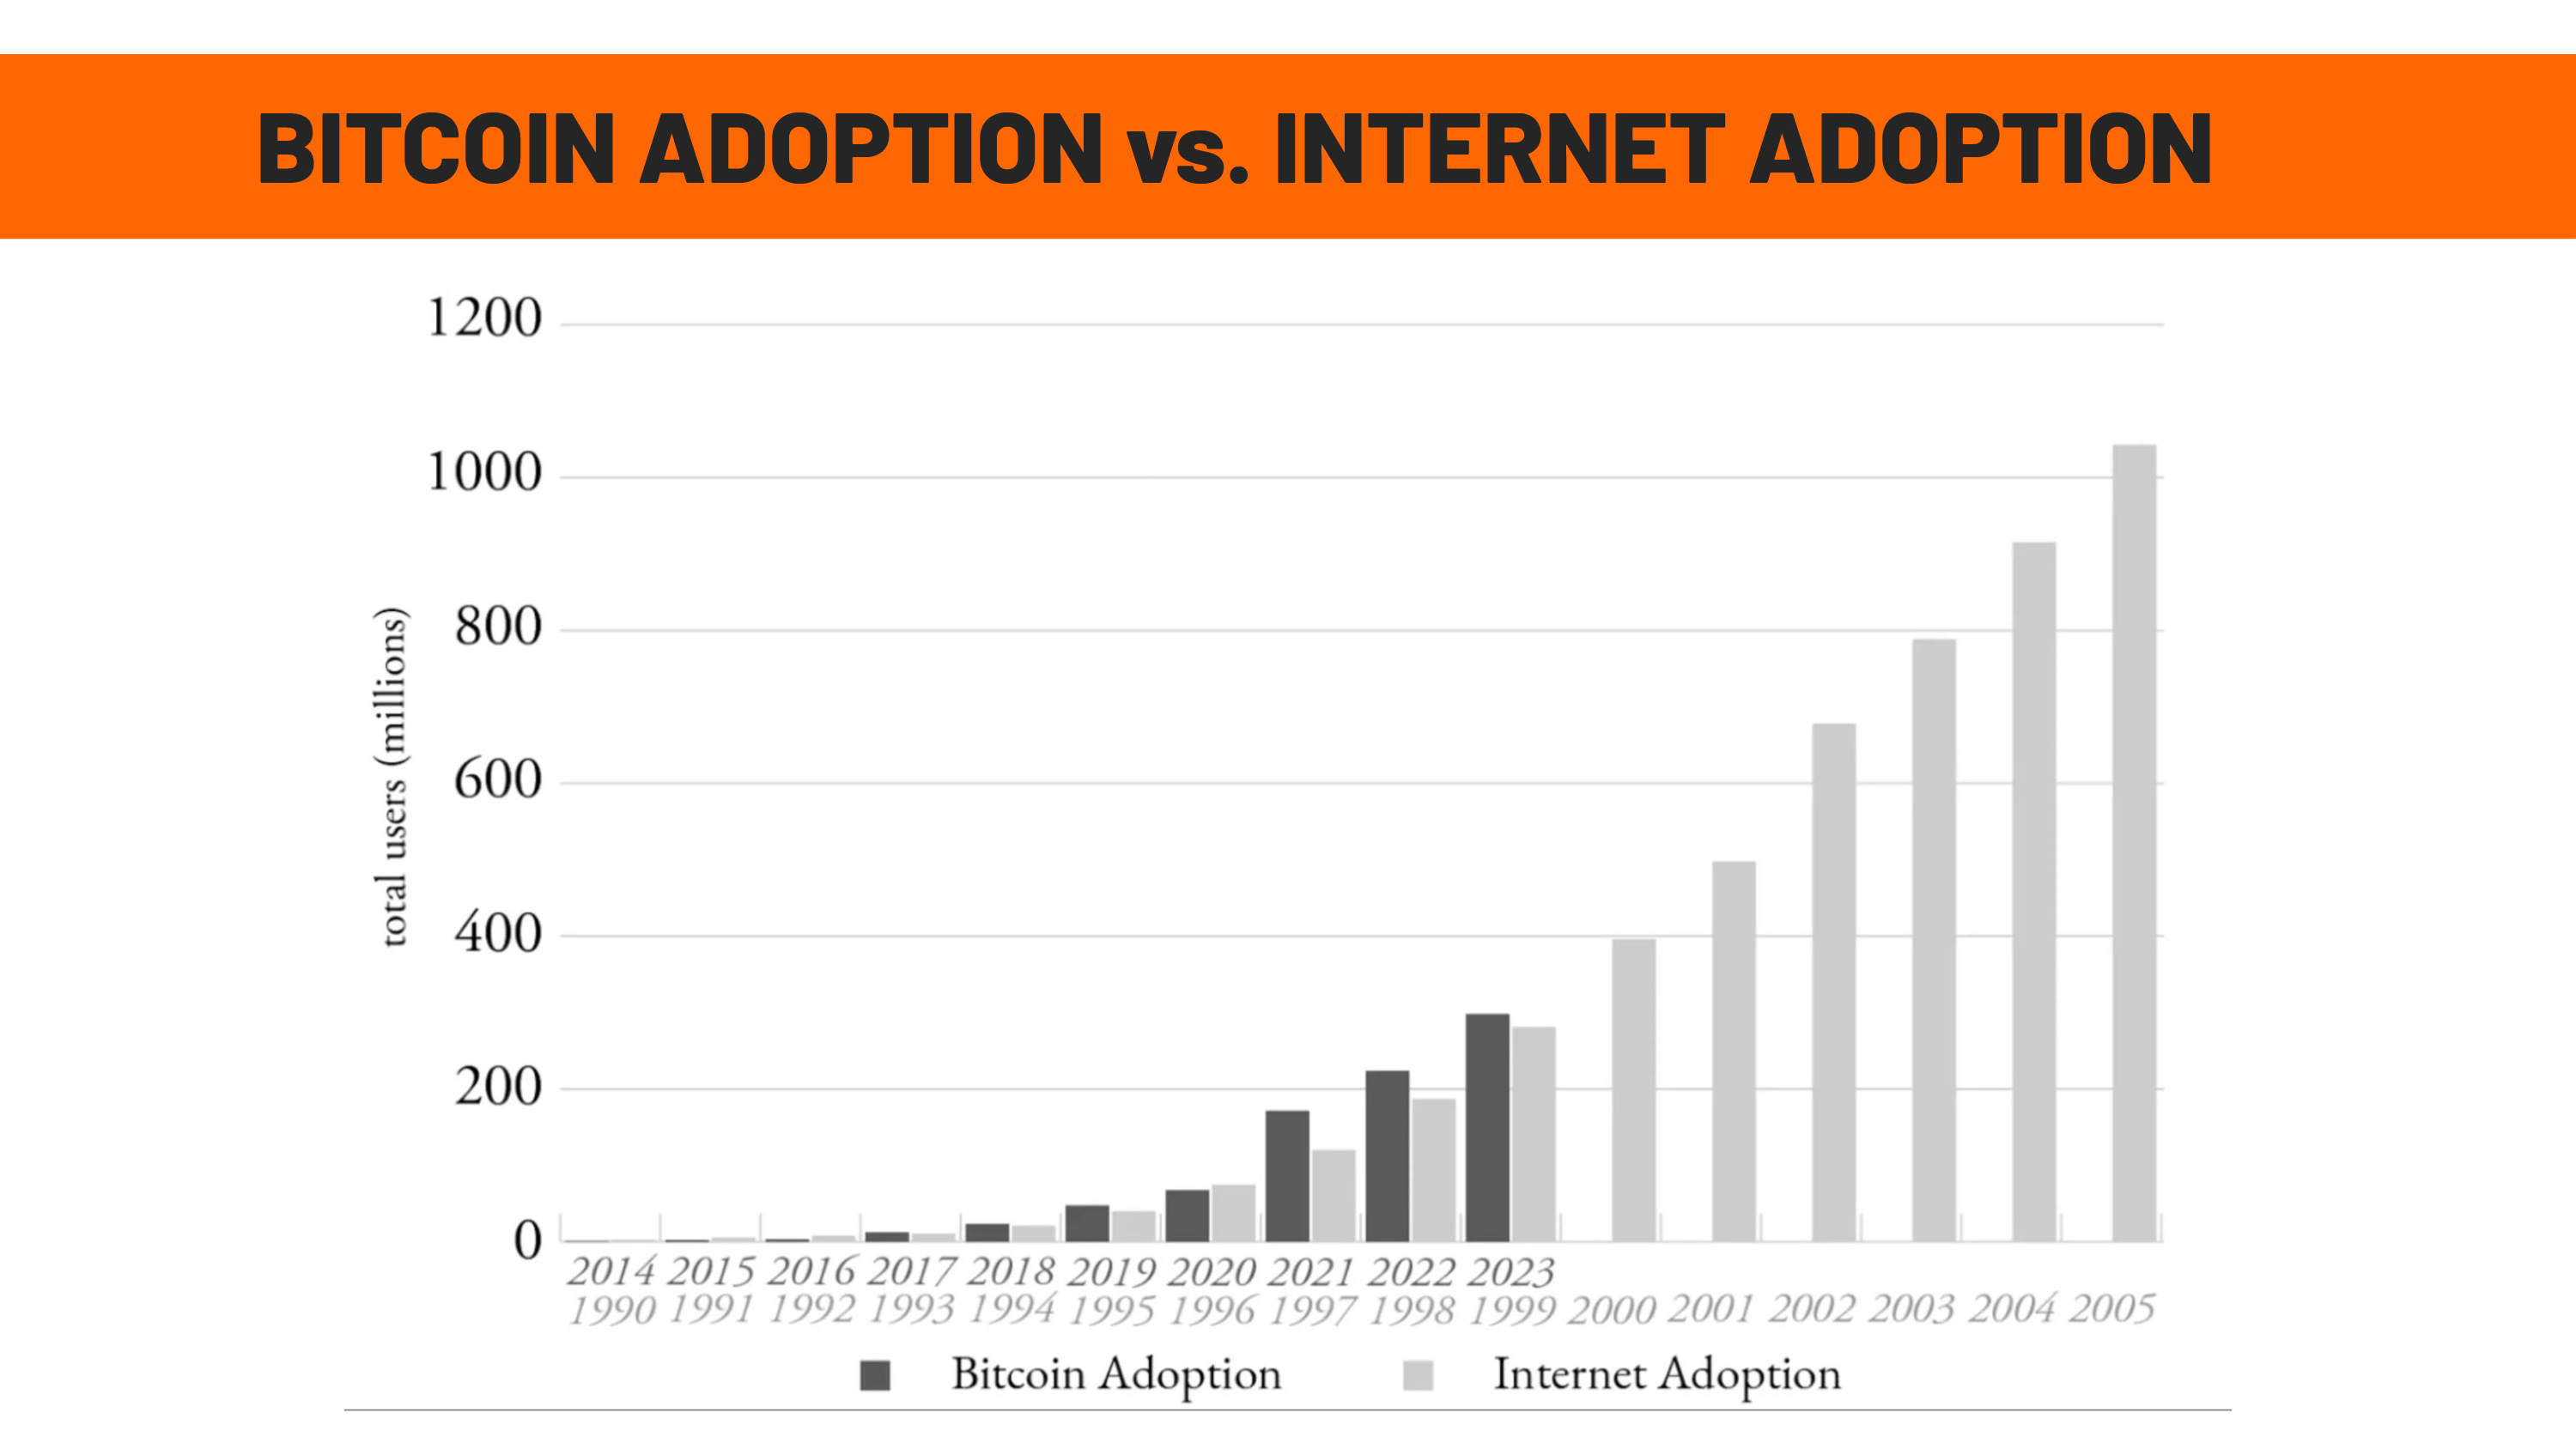 BITCOIN ADOPTION vs. INTERNET ADOPTION
1200
1000
800
600
400
200
0
total users (millions)
2014 2015 2016 2017 2018 2019 2020 2021 2022 2023
1990 1991 1992 1993 1994 1995 1996 1997 1998 1999 2000 2001 2002 2003 2004 2005
Bitcoin Adoption Internet Adoption